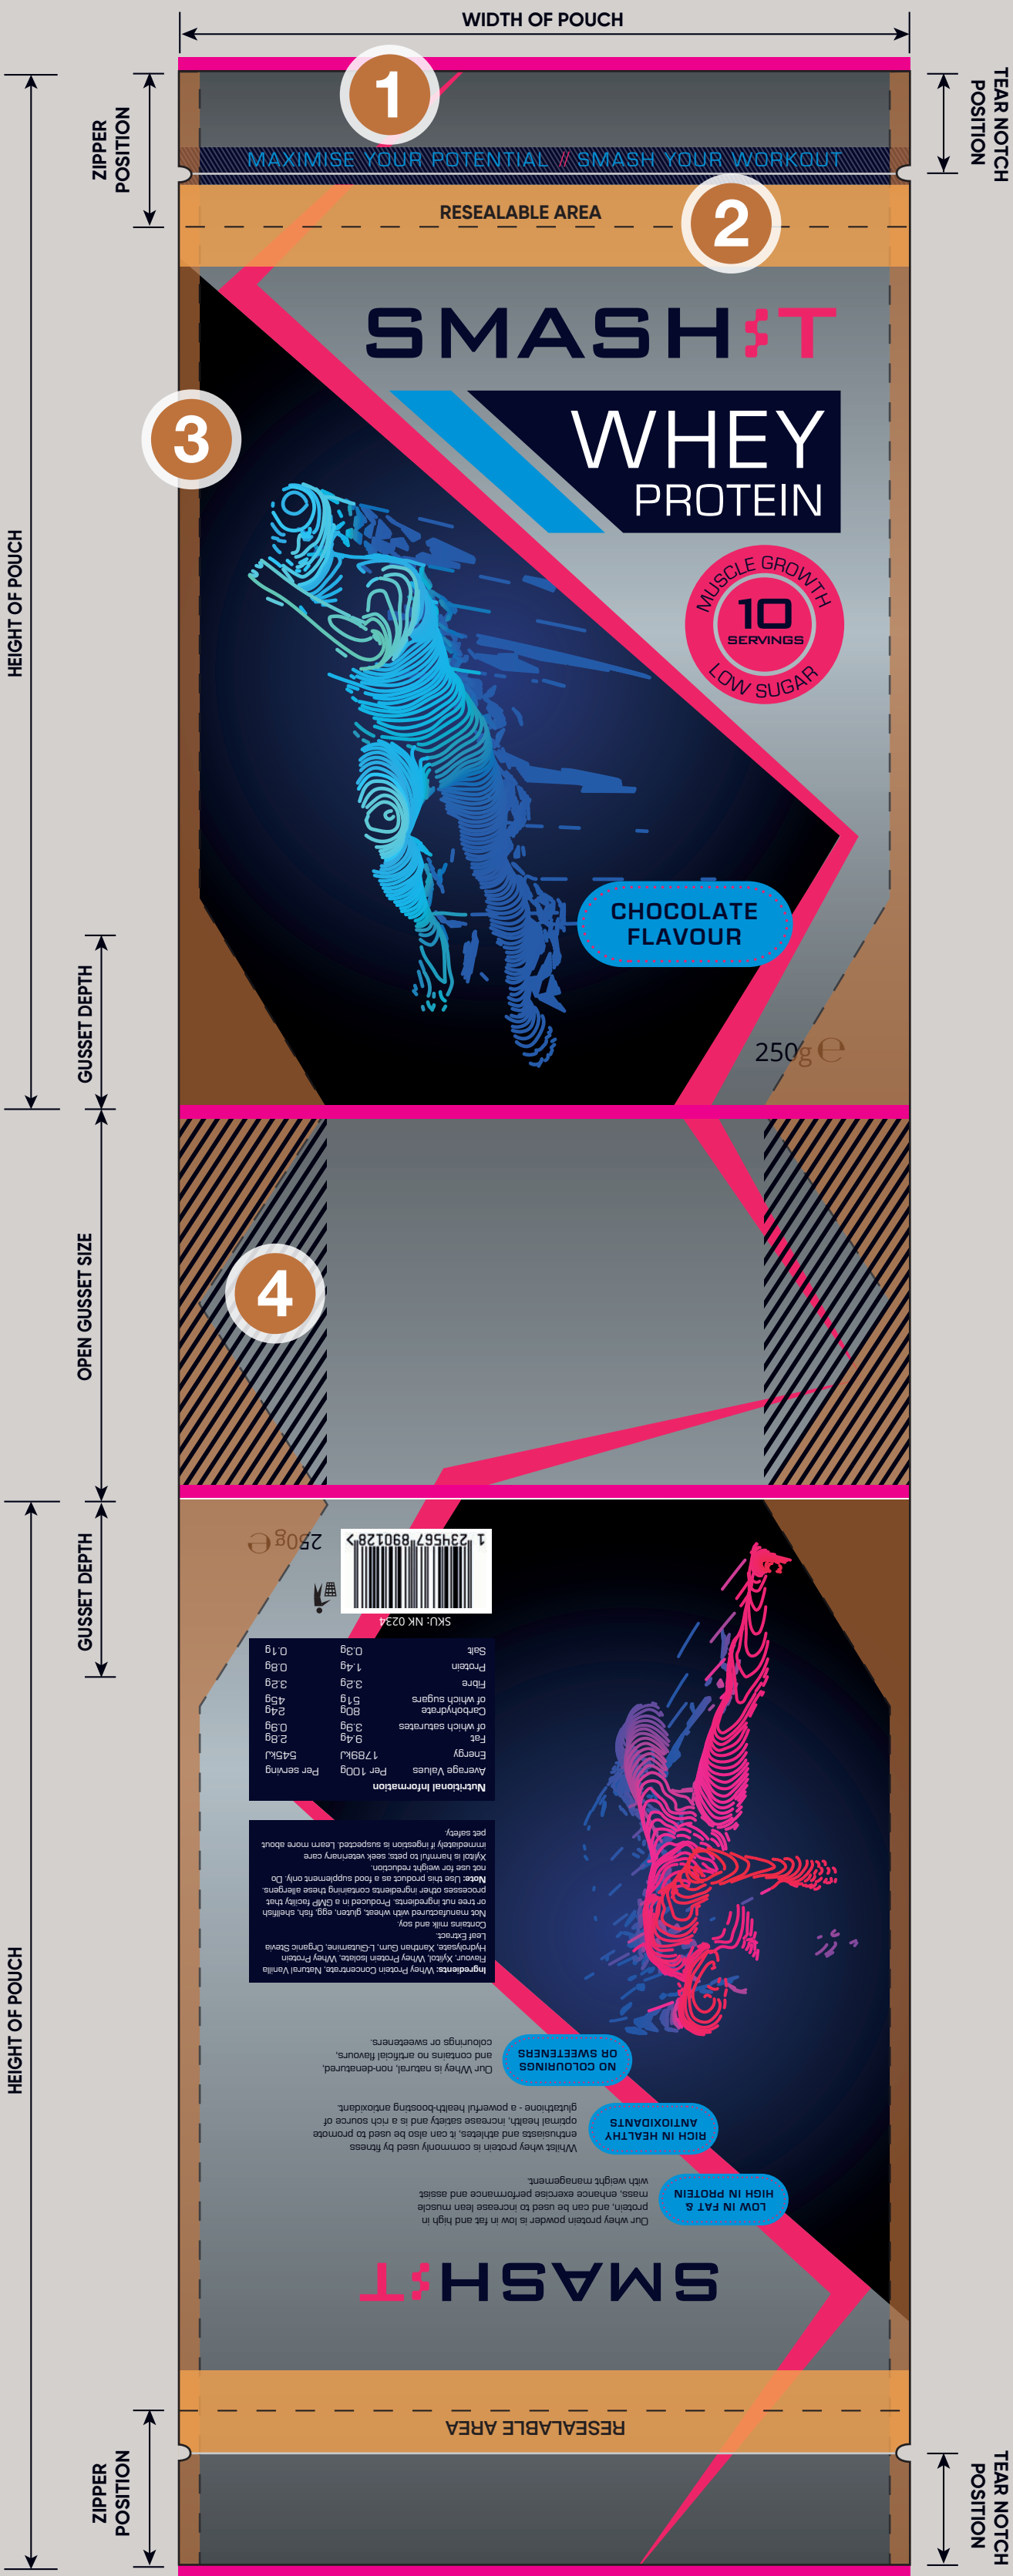 WIDTH OF POUCH
ZIPPER
POSITION
TEAR NOTCH
POSITION
1
MAXIMISE YOUR POTENTIAL // SMASH YOUR WORKOUT
RESEALABLE AREA
2
SMASH:T
WHEY
PROTEIN
3
MUSCLE GROWTH
10
SERVINGS
LOW SUGAR
HEIGHT OF POUCH
CHOCOLATE
FLAVOUR
GUSSET DEPTH
250g ℮
OPEN GUSSET SIZE
4
GUSSET DEPTH
HEIGHT OF POUCH
SMASH:T
LOW IN FAT &
HIGH IN PROTEIN
Our whey protein powder is low in fat and high in
protein, and can be used to increase lean muscle
mass, enhance exercise performance and assist
with weight management.
RICH IN HEALTHY
ANTIOXIDANTS
Whilst whey protein is commonly used by fitness
enthusiasts and athletes, it can also be used to promote
optimal health, increase satiety and is a rich source of
glutathione - a powerful health-boosting antioxidant.
NO COLOURINGS
OR SWEETENERS
Our Whey is natural, non-denatured,
and contains no artificial flavours,
colourings or sweeteners.
Ingredients: Whey Protein Concentrate, Natural Vanilla
Flavour, Xylitol, Whey Protein Isolate, Whey Protein
Hydrolysate, Xanthan Gum, L-Glutamine, Organic Stevia
Leaf Extract.
Contains milk and soy.
Not manufactured with wheat, gluten, egg, fish, shellfish
or tree nut ingredients. Produced in a GMP facility that
processes other ingredients containing these allergens.
Note: Use this product as a food supplement only. Do
not use for weight reduction.
Xylitol is harmful to pets; seek veterinary care
immediately if ingestion is suspected. Learn more about
pet safety.
Nutritional Information
Average Values Per 100g Per serving
Energy 1789kJ 545kJ
Fat 9.4g 2.8g
of which saturates 3.9g 0.9g
Carbohydrate 80g 24g
of which sugars 51g 45g
Fibre 3.2g 3.2g
Protein 1.4g 0.8g
Salt 0.3g 0.1g
SKU: NK 0234
1 234567 890128 >
250g ℮
RESEALABLE AREA
ZIPPER
POSITION
TEAR NOTCH
POSITION